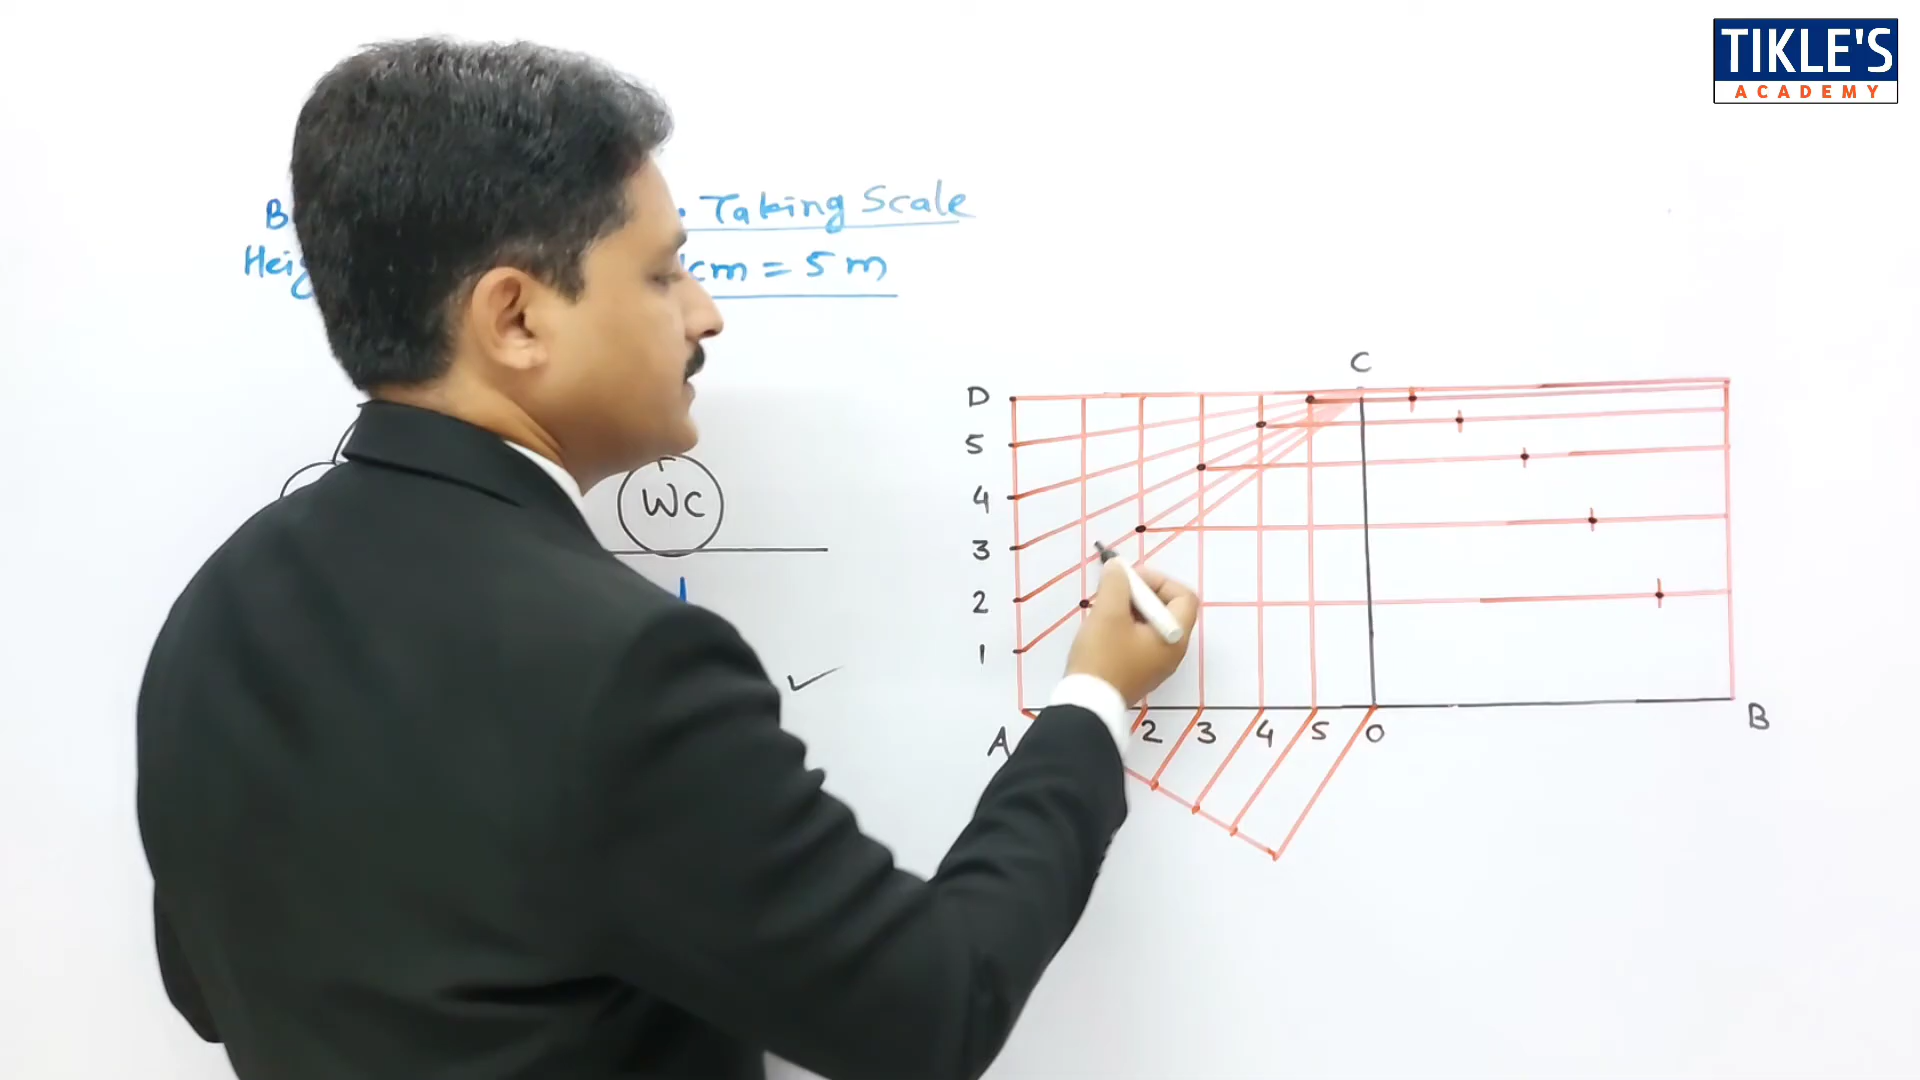 TIKLE'S
ACADEMY
Taking Scale
cm = 5 m
WC
C
D
5
4
3
2
1
A
2 3 4 5 0
B